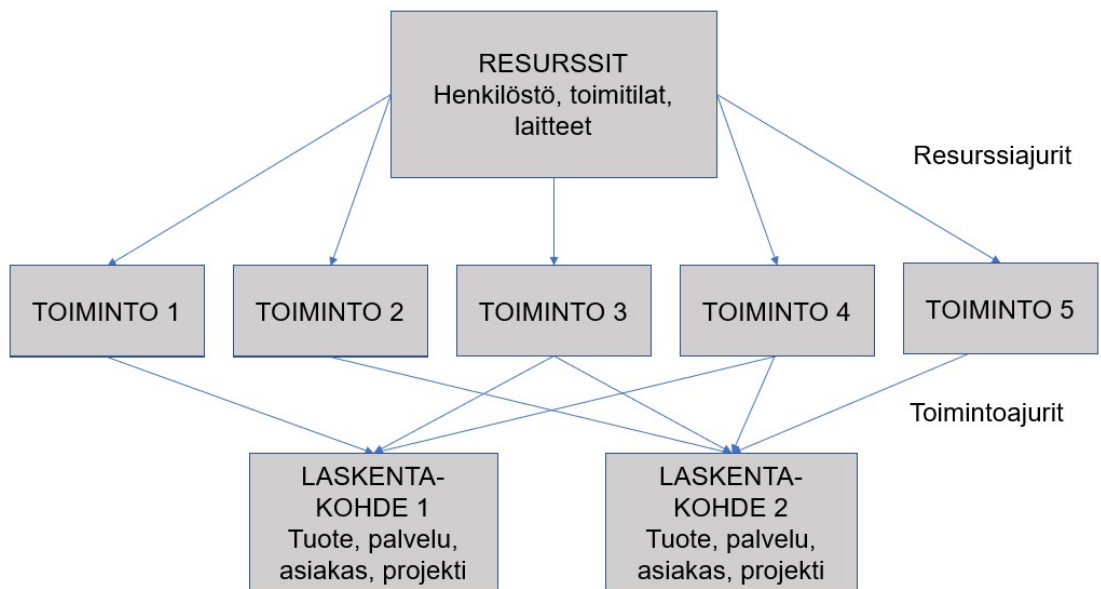 RESURSSIT
Henkilöstö, toimitilat,
laitteet
Resurssiajurit
TOIMINTO 1
TOIMINTO 2
TOIMINTO 3
TOIMINTO 4
TOIMINTO 5
Toimintoajurit
LASKENTA-
KOHDE 1
Tuote, palvelu,
asiakas, projekti
LASKENTA-
KOHDE 2
Tuote, palvelu,
asiakas, projekti